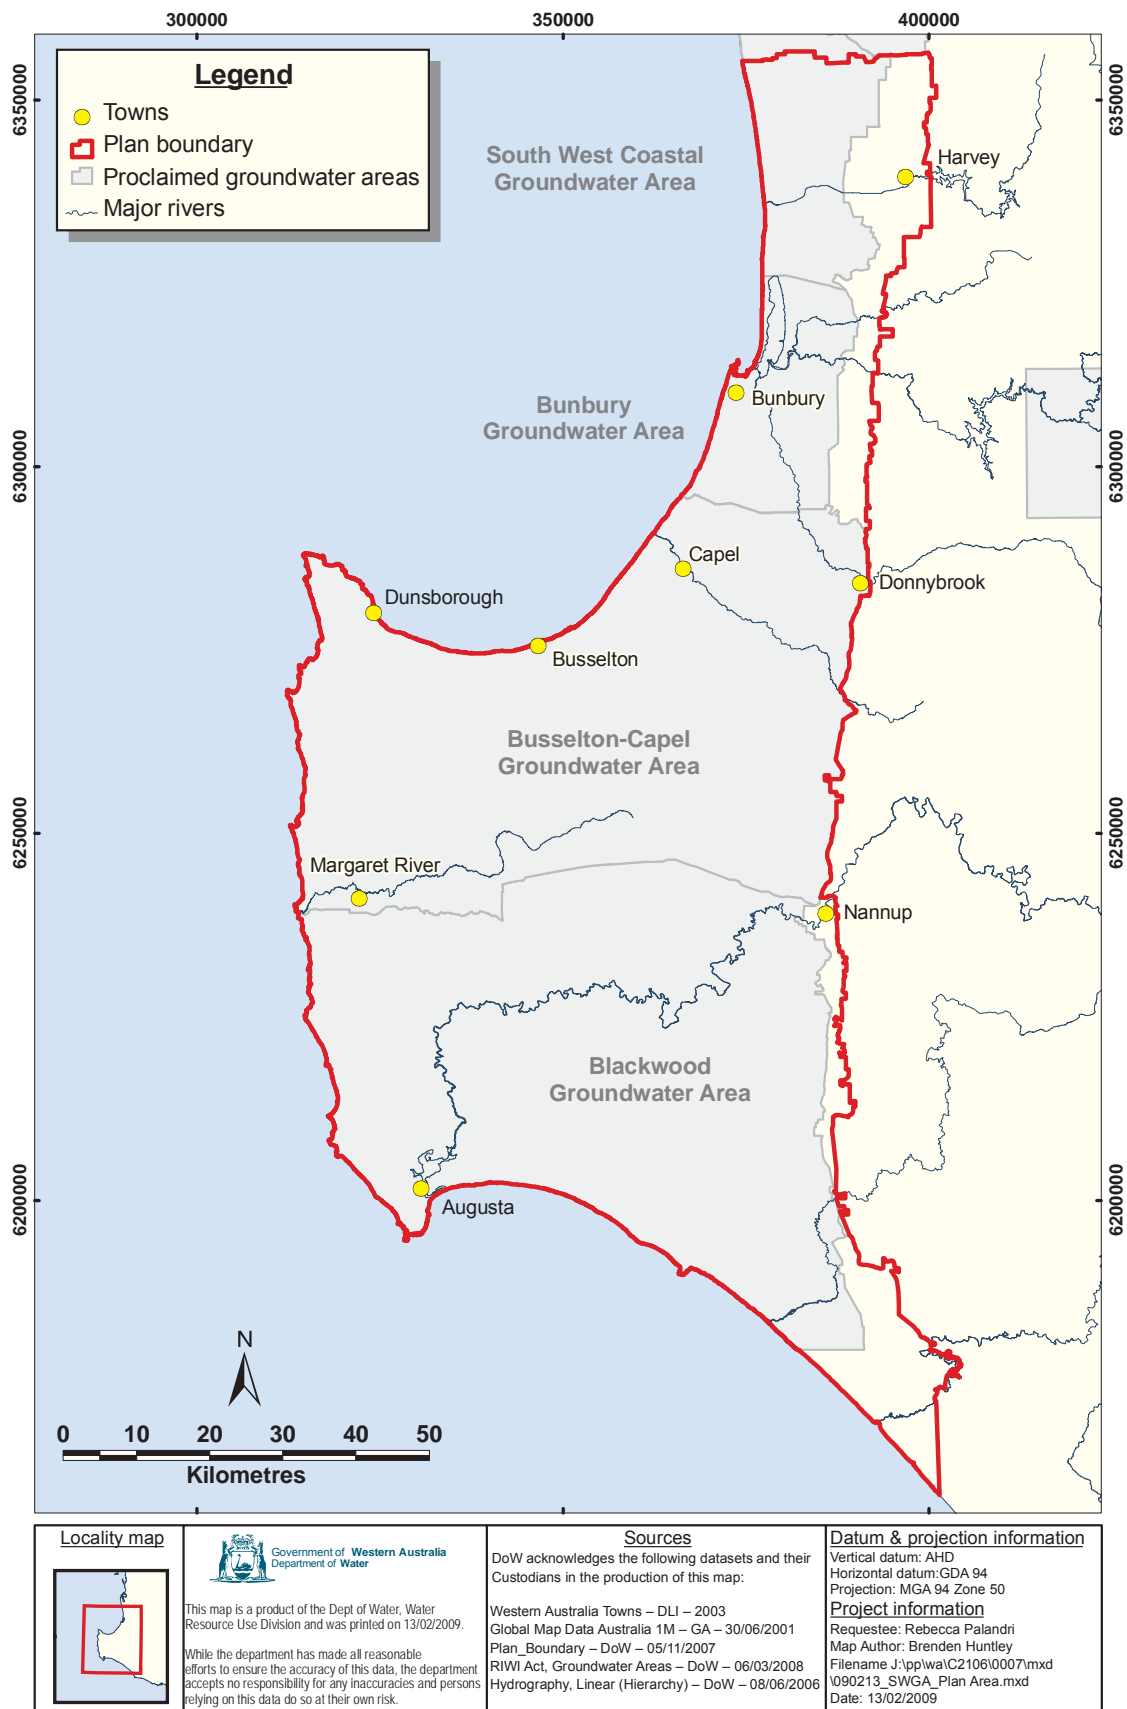 300000
350000
400000
6350000
6350000
6300000
6300000
6250000
6250000
6200000
6200000
Legend
Towns
Plan boundary
Proclaimed groundwater areas
Major rivers
South West Coastal
Groundwater Area
Harvey
Bunbury
Groundwater Area
Bunbury
Capel
Donnybrook
Dunsborough
Busselton
Busselton-Capel
Groundwater Area
Margaret River
Nannup
Blackwood
Groundwater Area
Augusta
N
0 10 20 30 40 50
Kilometres
Locality map
Government of Western Australia
Department of Water
This map is a product of the Dept of Water, Water
Resource Use Division and was printed on 13/02/2009.
While the department has made all reasonable
efforts to ensure the accuracy of this data, the department
accepts no responsibility for any inaccuracies and persons
relying on this data do so at their own risk.
Sources
DoW acknowledges the following datasets and their
Custodians in the production of this map:
Western Australia Towns – DLI – 2003
Global Map Data Australia 1M – GA – 30/06/2001
Plan_Boundary – DoW – 05/11/2007
RIWI Act, Groundwater Areas – DoW – 06/03/2008
Hydrography, Linear (Hierarchy) – DoW – 08/06/2006
Datum & projection information
Vertical datum: AHD
Horizontal datum:GDA 94
Projection: MGA 94 Zone 50
Project information
Requestee: Rebecca Palandri
Map Author: Brenden Huntley
Filename J:\pp\wa\C2106\0007\mxd
\090213_SWGA_Plan Area.mxd
Date: 13/02/2009